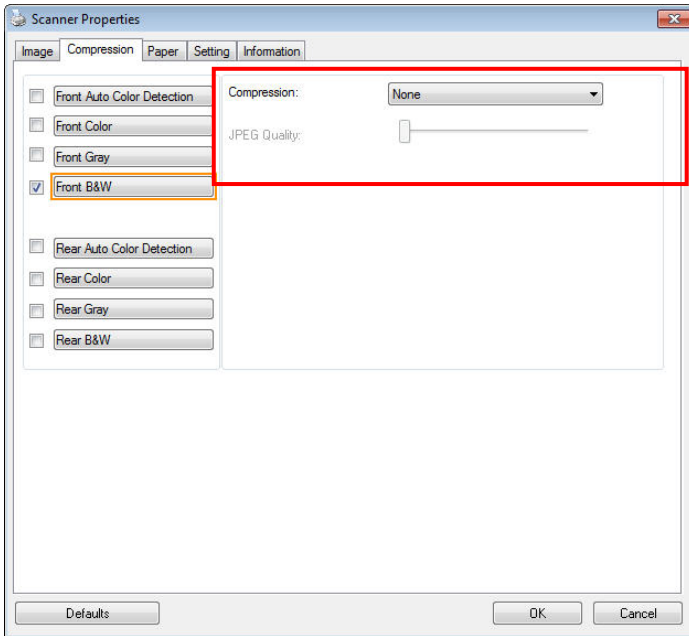 Scanner Properties
Image Compression Paper Setting Information
Front Auto Color Detection
Compression: None
Front Color
JPEG Quality:
Front Gray
Front B&W
Rear Auto Color Detection
Rear Color
Rear Gray
Rear B&W
Defaults OK Cancel